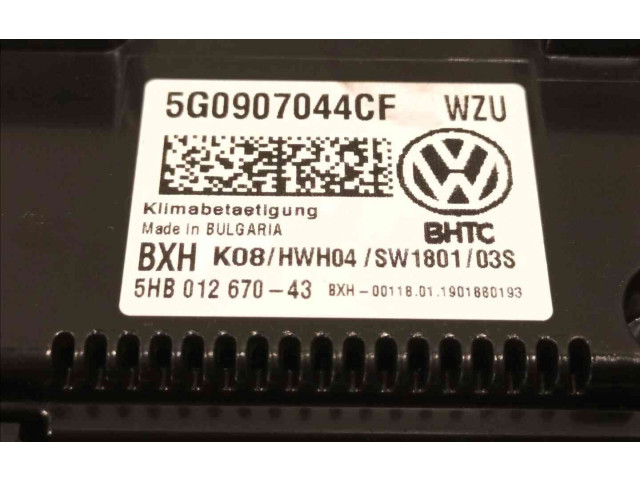 5G0907044CF WZU
Klimabetaetigung
Made in BULGARIA
BHTC
BXH K08/HWH04/SW1801/03S
5HB 012 670-43 BXH-00118.01.1901880193